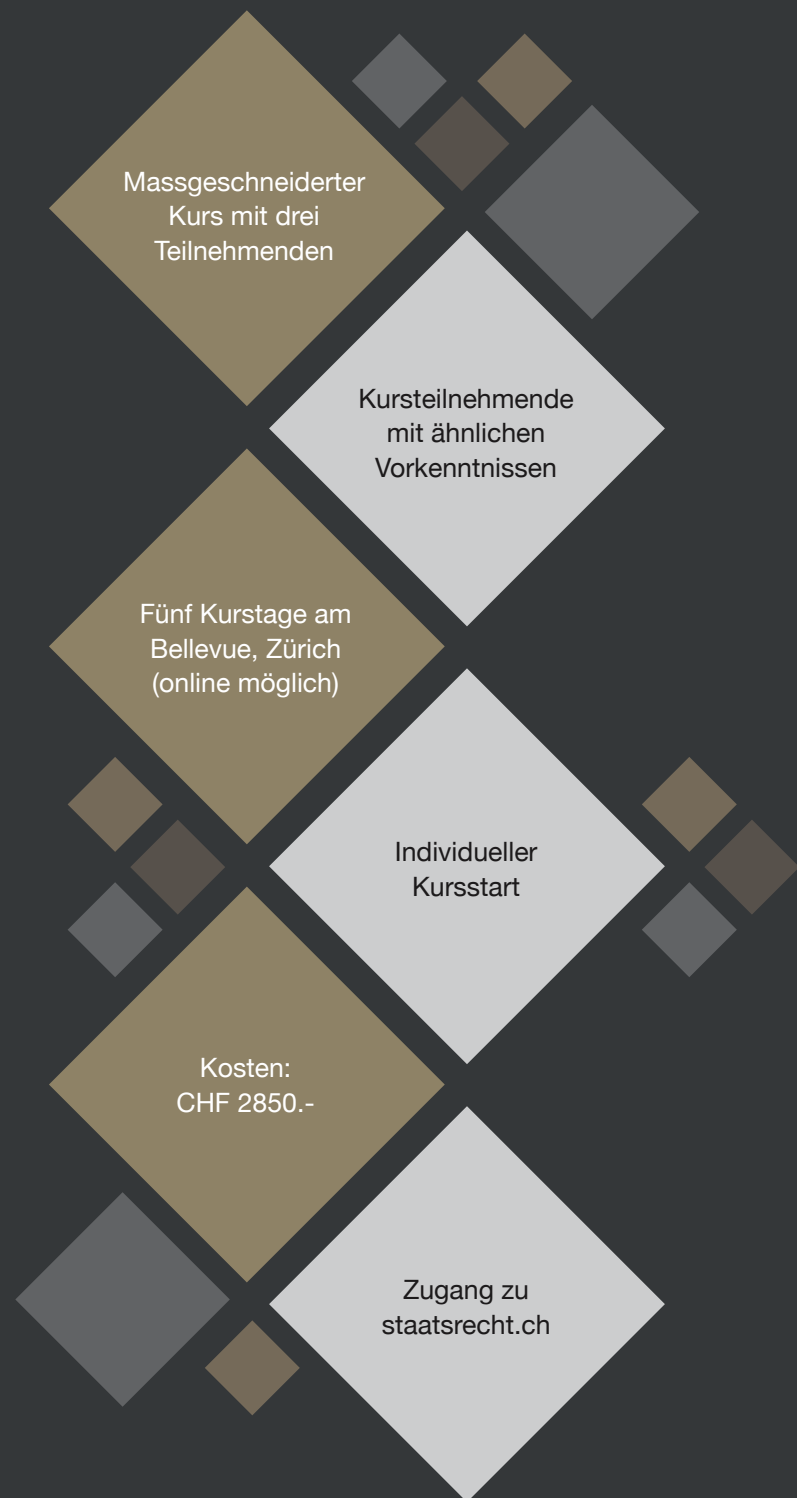 Massgeschneiderter
Kurs mit drei
Teilnehmenden
Kursteilnehmende
mit ähnlichen
Vorkenntnissen
Fünf Kurstage am
Bellevue, Zürich
(online möglich)
Individueller
Kursstart
Kosten:
CHF 2850.-
Zugang zu
staatsrecht.ch